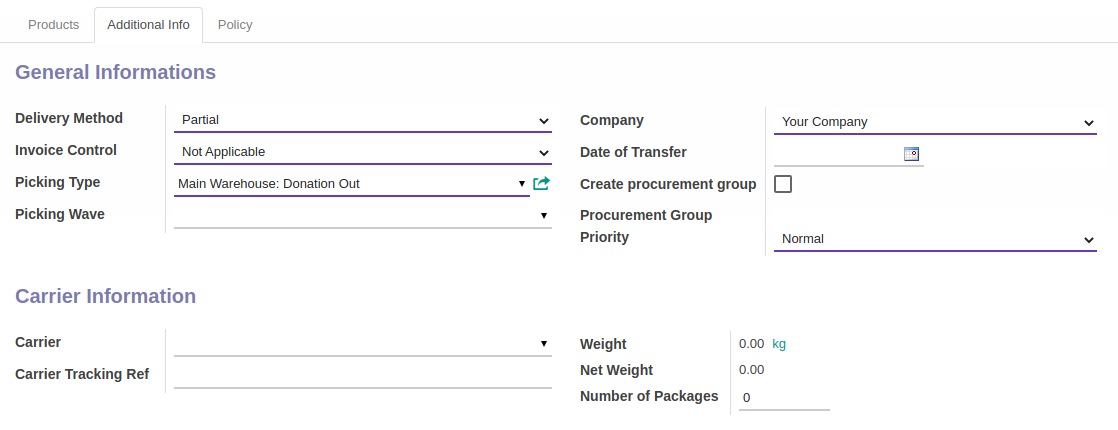 Products Additional Info Policy
General Informations
Delivery Method Partial
Invoice Control Not Applicable
Picking Type Main Warehouse: Donation Out
Picking Wave
Company Your Company
Date of Transfer
Create procurement group
Procurement Group
Priority Normal
Carrier Information
Carrier
Carrier Tracking Ref
Weight 0.00 kg
Net Weight 0.00
Number of Packages 0